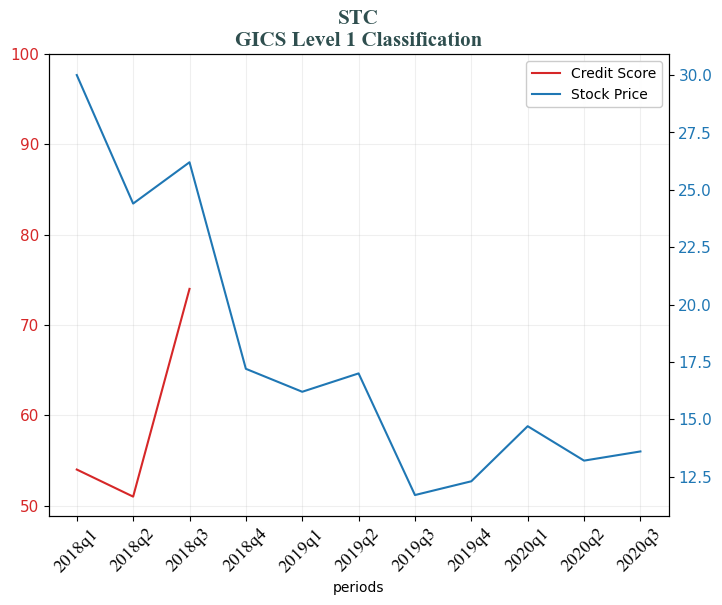 STC
GICS Level 1 Classification
Credit Score
Stock Price
100
90
80
70
60
50
30.0
27.5
25.0
22.5
20.0
17.5
15.0
12.5
2018q1
2018q2
2018q3
2018q4
2019q1
2019q2
2019q3
2019q4
2020q1
2020q2
2020q3
periods